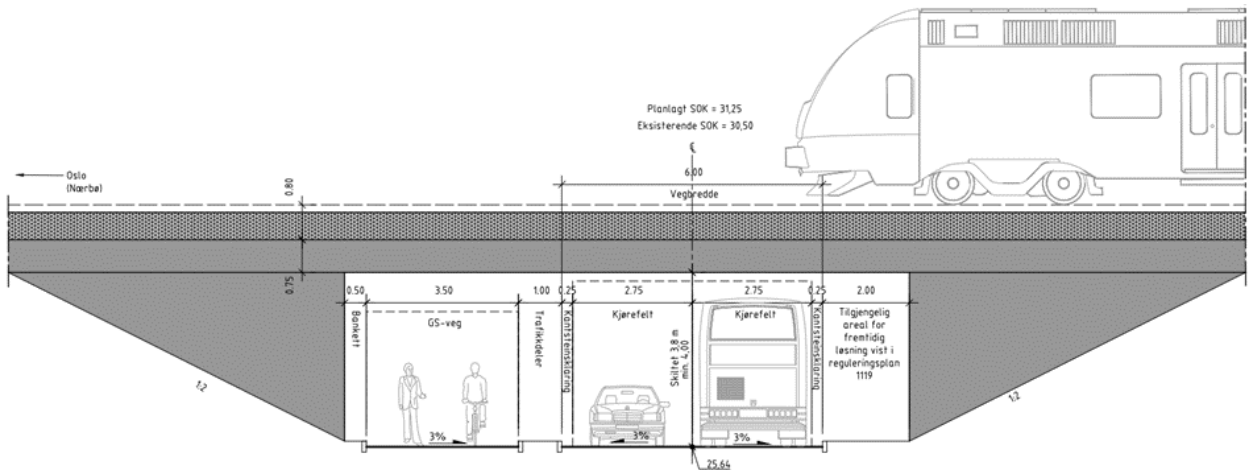 Planlagt SOK = 31,25
Eksisterende SOK = 30,50
℄
6.00
Vegbredde
Oslo
(Nærbø)
0.80
0.75
0.50
3.50
1.00
0.25
2.75
2.75
0.25
2.00
Bankett
GS-veg
Trafikkdeler
Kantsteinsklaring
Kjørefelt
Skiltet 3,8 m
min. 4,00
Kjørefelt
Kantsteinsklaring
Tilgjengelig
areal for
fremtidig
løsning vist i
reguleringsplan
1119
1:2
1:2
3%
3%
3%
25.64